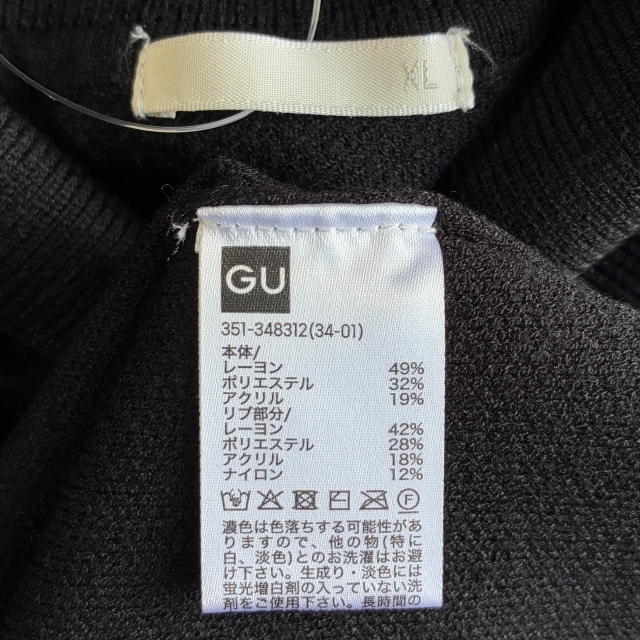 XL
GU
351-348312(34-01)
本体/
レーヨン 49%
ポリエステル 32%
アクリル 19%
リブ部分/
レーヨン 42%
ポリエステル 28%
アクリル 18%
ナイロン 12%
F
濃色は色落ちする可能性があ
りますので、他の物(特に
白、淡色)とのお洗濯はお避
け下さい。生成り・淡色には
蛍光増白剤の入っていない洗
剤をご使用下さい。長時間の